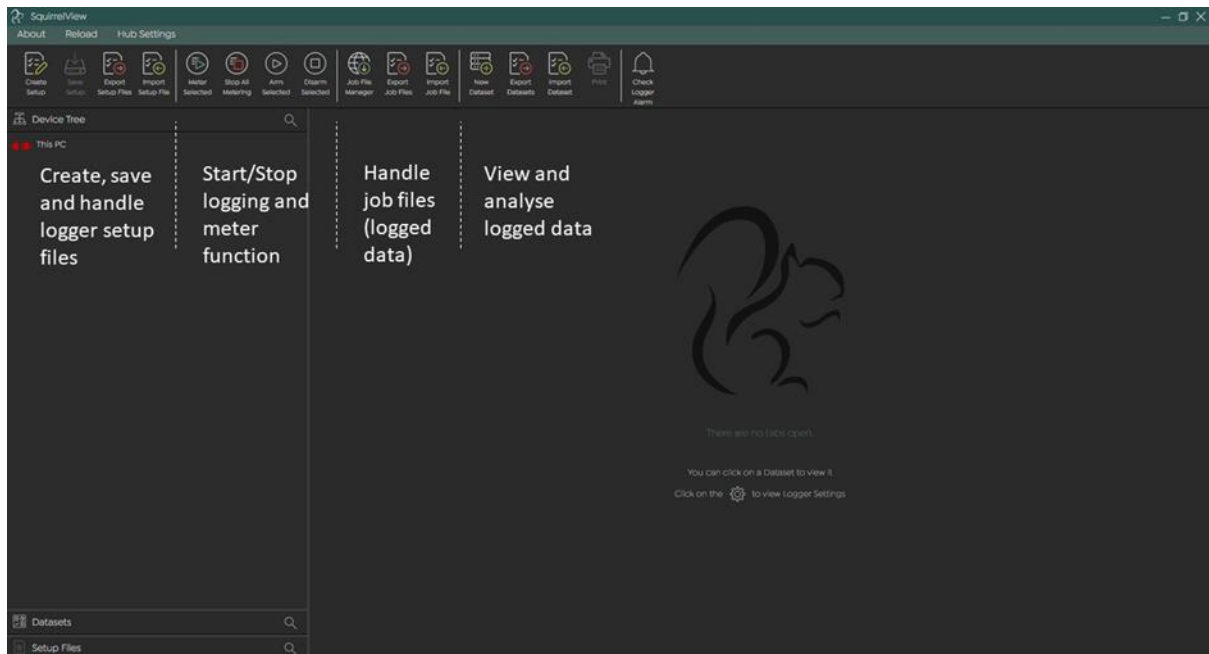 SquirrelView
About Reload Hub Settings
Create Setup
Save Setup
Export Setup Files
Import Setup File
Meter Selected
Stop All Metering
Arm Selected
Disarm Selected
Job File Manager
Export Job Files
Import Job File
New Dataset
Export Datasets
Import Dataset
Print
Check Logger Alarm
Device Tree
This PC
Create, save
and handle
logger setup
files
Start/Stop
logging and
meter
function
Handle
job files
(logged
data)
View and
analyse
logged data
There are no tabs open.
You can click on a Dataset to view it
Click on the to view Logger Settings
Datasets
Setup Files